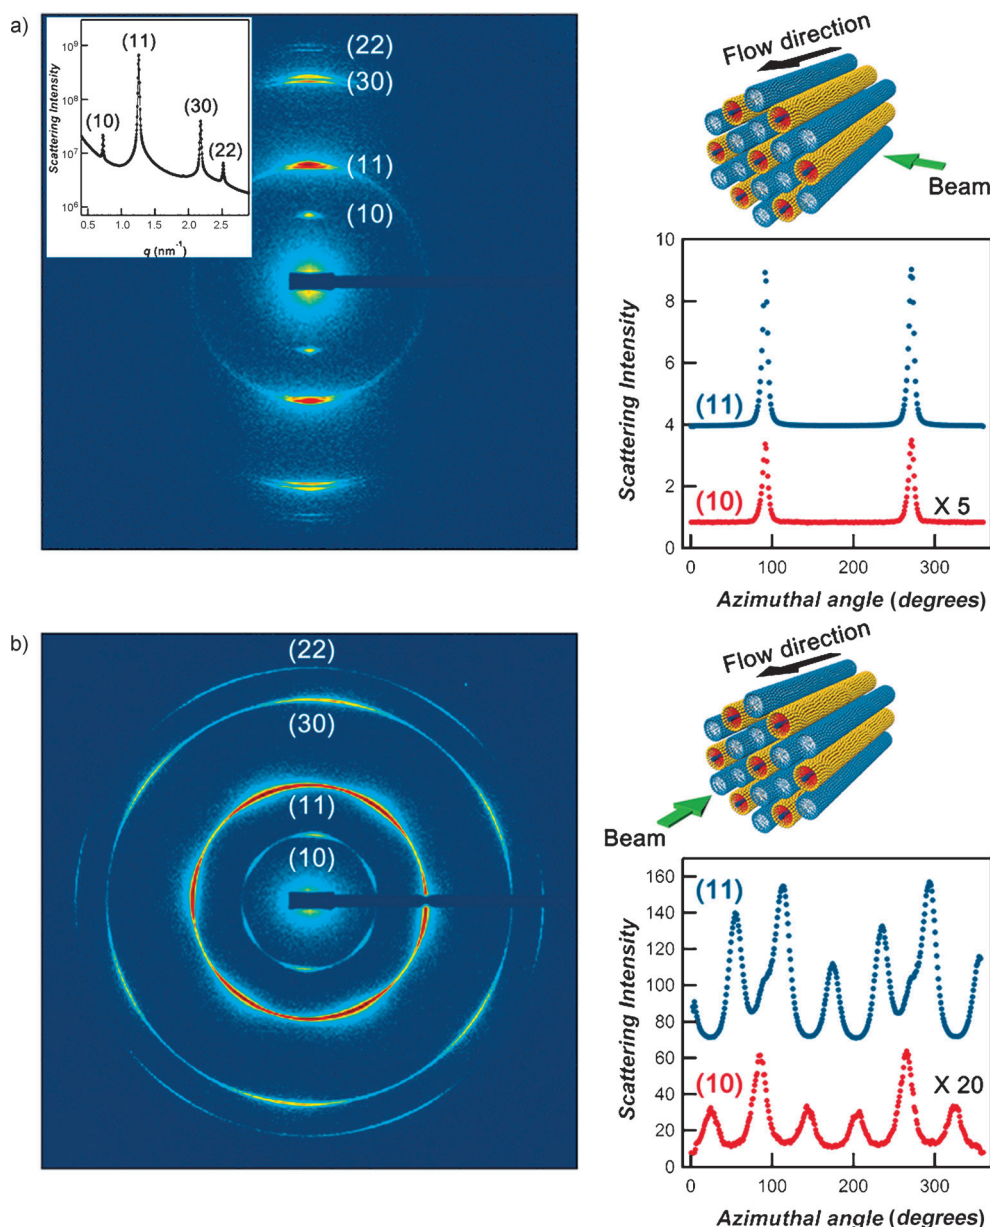 a)
10⁹
10⁸
10⁷
10⁶
Scattering Intensity
(10)
(11)
(30)
(22)
0.5 1.0 1.5 2.0 2.5
q (nm⁻¹)
(22)
(30)
(11)
(10)
Flow direction
Beam
10
8
6
4
2
0
Scattering Intensity
(11)
(10)
X 5
0 100 200 300
Azimuthal angle (degrees)
b)
(22)
(30)
(11)
(10)
Flow direction
Beam
160
140
120
100
80
60
40
20
0
Scattering Intensity
(11)
(10)
X 20
0 100 200 300
Azimuthal angle (degrees)